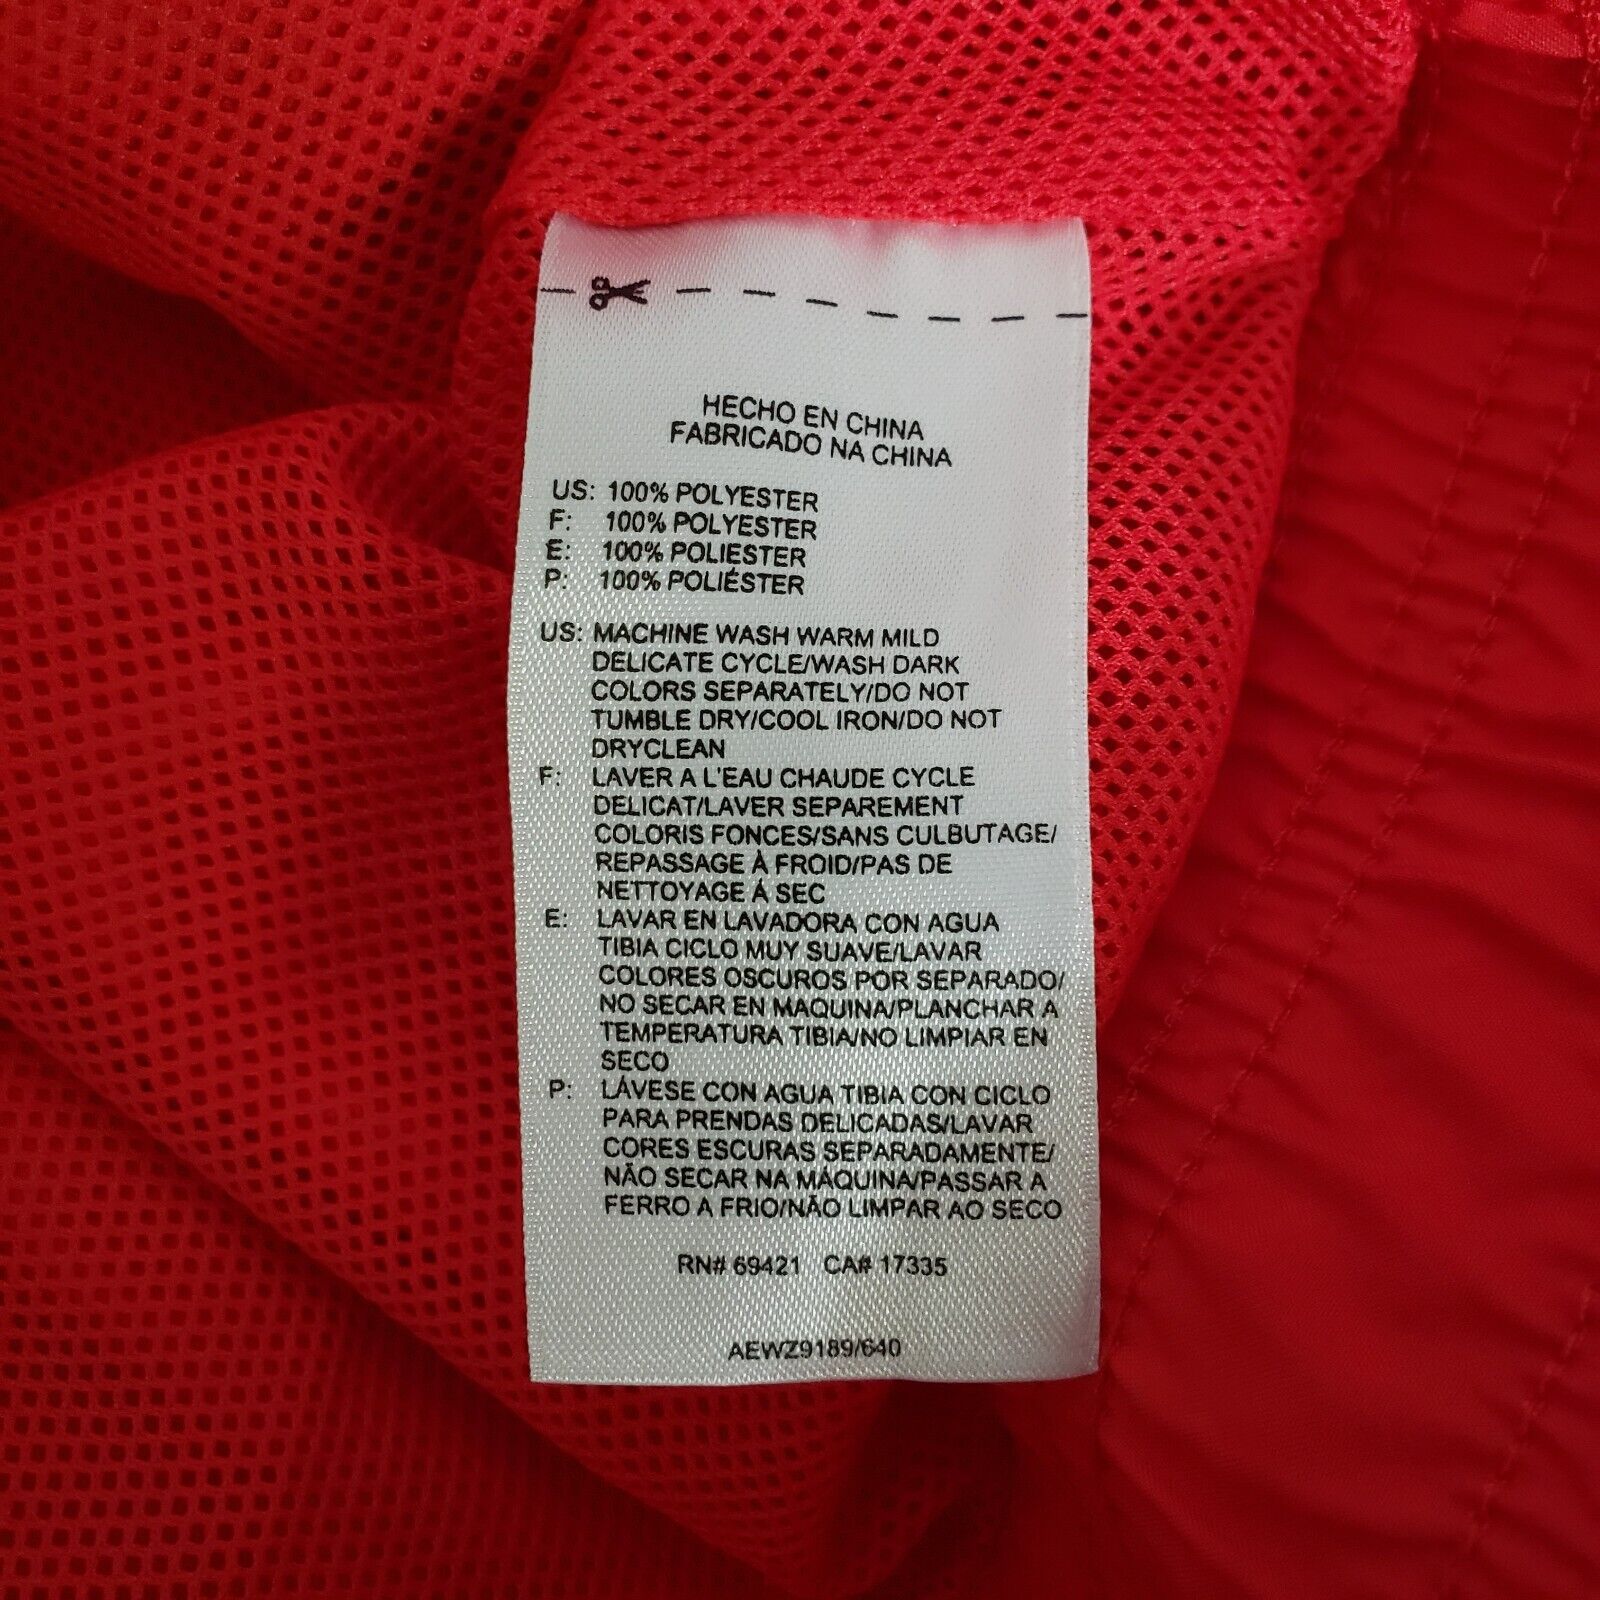 HECHO EN CHINA
FABRICADO NA CHINA
US: 100% POLYESTER
F: 100% POLYESTER
E: 100% POLIESTER
P: 100% POLIÉSTER
US: MACHINE WASH WARM MILD
DELICATE CYCLE/WASH DARK
COLORS SEPARATELY/DO NOT
TUMBLE DRY/COOL IRON/DO NOT
DRYCLEAN
F: LAVER A L'EAU CHAUDE CYCLE
DELICAT/LAVER SEPAREMENT
COLORIS FONCES/SANS CULBUTAGE/
REPASSAGE À FROID/PAS DE
NETTOYAGE À SEC
E: LAVAR EN LAVADORA CON AGUA
TIBIA CICLO MUY SUAVE/LAVAR
COLORES OSCUROS POR SEPARADO/
NO SECAR EN MAQUINA/PLANCHAR A
TEMPERATURA TIBIA/NO LIMPIAR EN
SECO
P: LÁVESE CON AGUA TIBIA CON CICLO
PARA PRENDAS DELICADAS/LAVAR
CORES ESCURAS SEPARADAMENTE/
NÃO SECAR NA MÁQUINA/PASSAR A
FERRO A FRIO/NÃO LIMPAR AO SECO
RN# 69421 CA# 17335
AEWZ9189/640